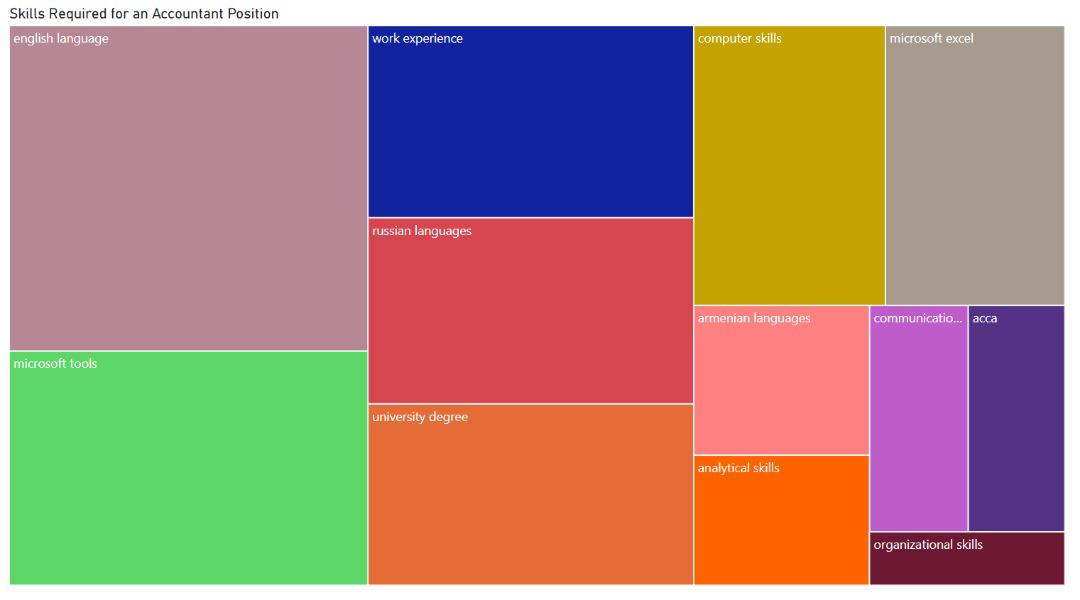 Skills Required for an Accountant Position
english language
work experience
computer skills
microsoft excel
russian languages
armenian languages
communicatio...
acca
microsoft tools
university degree
analytical skills
organizational skills